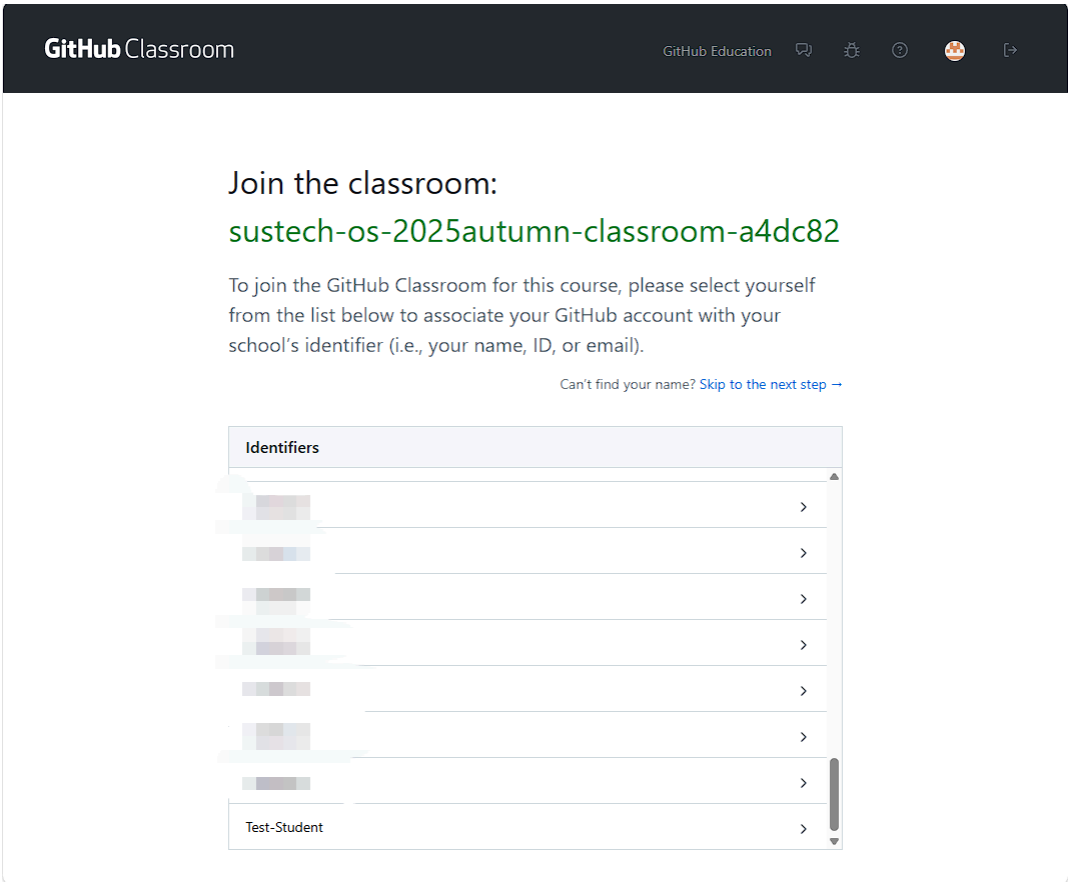 GitHub Classroom
GitHub Education
Join the classroom:
sustech-os-2025autumn-classroom-a4dc82
To join the GitHub Classroom for this course, please select yourself
from the list below to associate your GitHub account with your
school’s identifier (i.e., your name, ID, or email).
Can’t find your name? Skip to the next step →
Identifiers
Test-Student